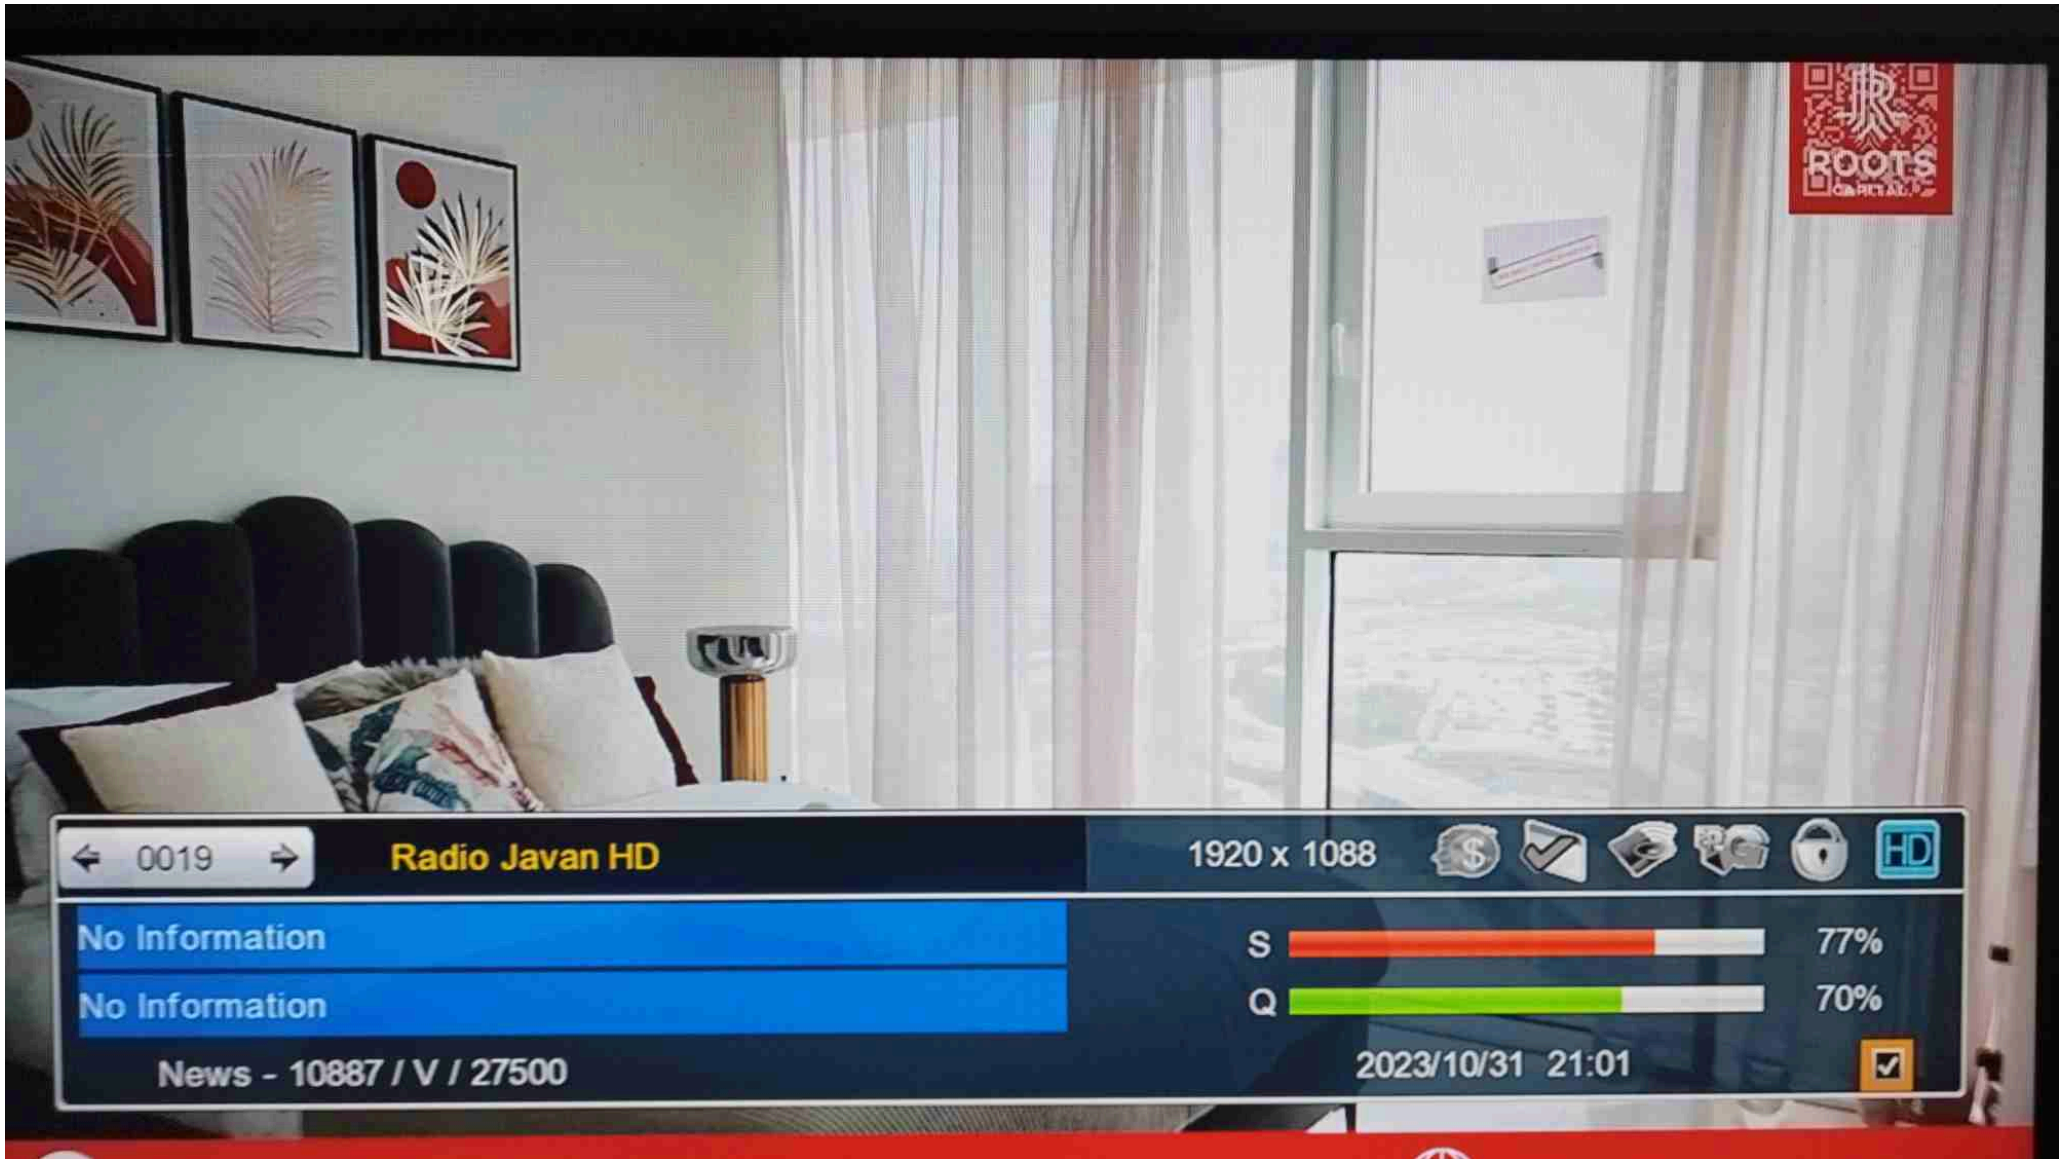 ROOTS
CAPITAL
0019
Radio Javan HD
1920 x 1088
$
HD
No Information
S 77%
No Information
Q 70%
News - 10887 / V / 27500
2023/10/31 21:01